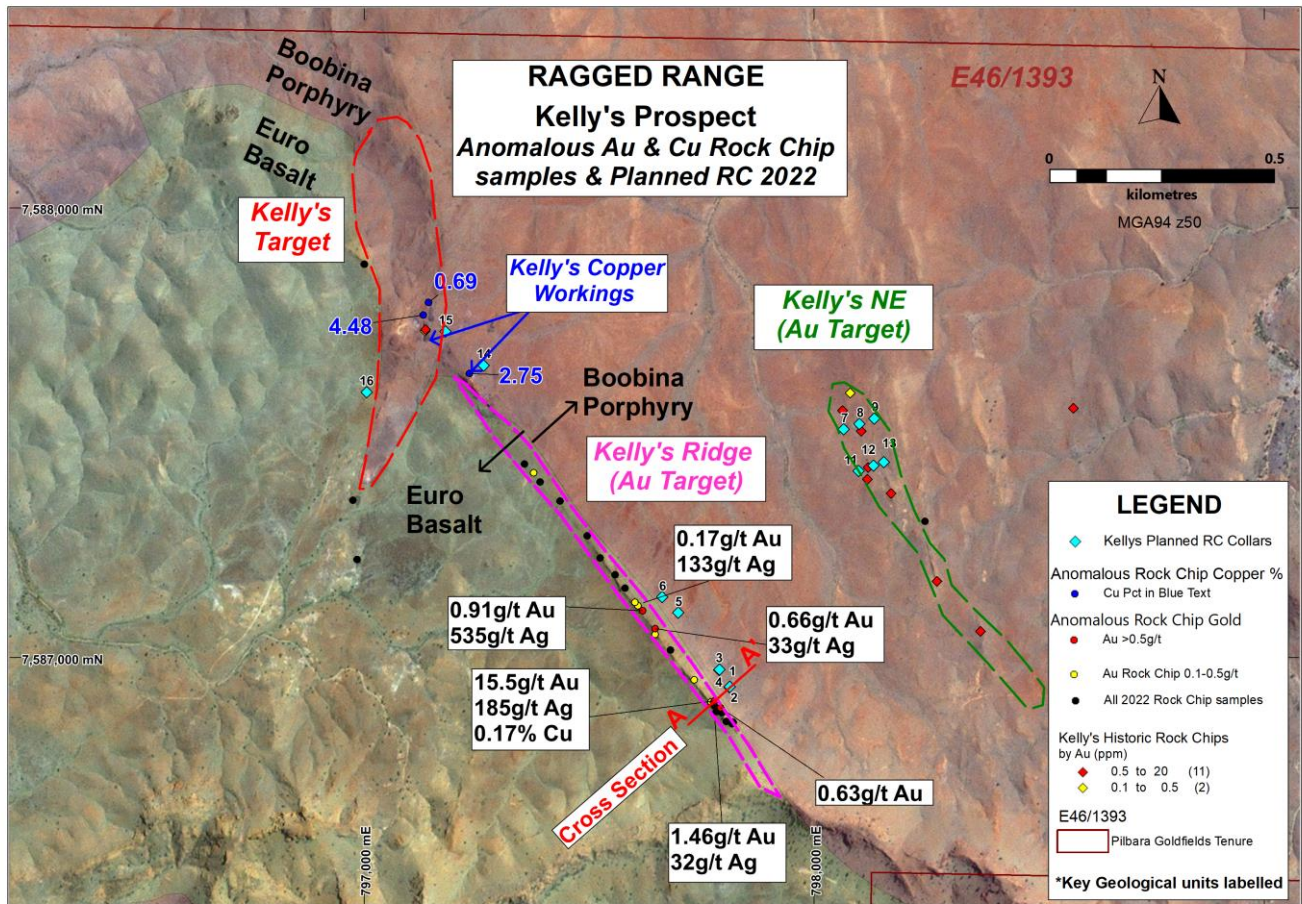 RAGGED RANGE
Kelly's Prospect
Anomalous Au & Cu Rock Chip
samples & Planned RC 2022
E46/1393
N
0 0.5
kilometres
MGA94 z50
Boobina
Porphyry
Euro
Basalt
7,588,000 mN
Kelly's
Target
0.69
4.48
15
Kelly's Copper
Workings
14
2.75
16
Kelly's NE
(Au Target)
7
8
9
11
12
13
Boobina
Porphyry
Euro
Basalt
Kelly's Ridge
(Au Target)
0.17g/t Au
133g/t Ag
6
5
0.91g/t Au
535g/t Ag
0.66g/t Au
33g/t Ag
7,587,000 mN
3
1
4
2
A'
A
15.5g/t Au
185g/t Ag
0.17% Cu
Cross Section
0.63g/t Au
1.46g/t Au
32g/t Ag
797,000 mE
798,000 mE
LEGEND
Kellys Planned RC Collars
Anomalous Rock Chip Copper %
Cu Pct in Blue Text
Anomalous Rock Chip Gold
Au >0.5g/t
Au Rock Chip 0.1-0.5g/t
All 2022 Rock Chip samples
Kelly's Historic Rock Chips
by Au (ppm)
0.5 to 20 (11)
0.1 to 0.5 (2)
E46/1393
Pilbara Goldfields Tenure
*Key Geological units labelled